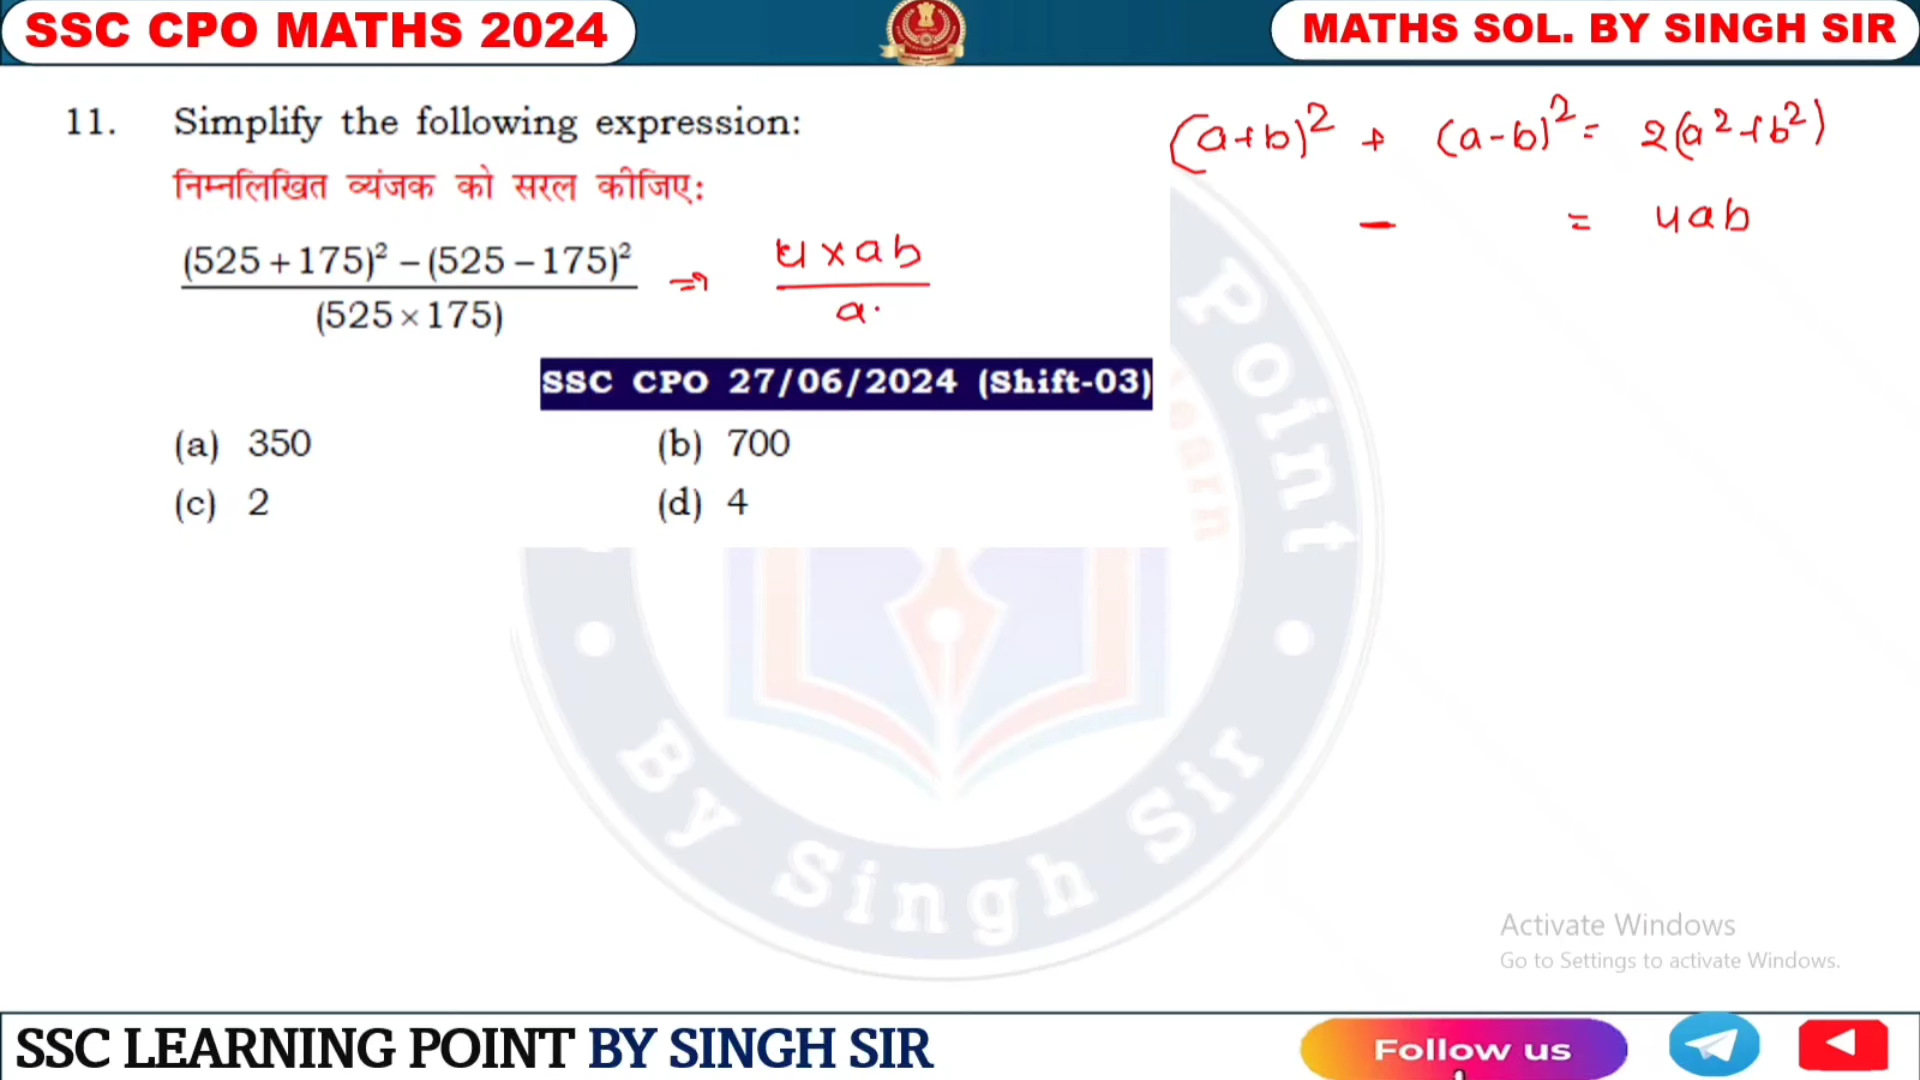 SSC CPO MATHS 2024
MATHS SOL. BY SINGH SIR
11. Simplify the following expression:
निम्नलिखित व्यंजक को सरल कीजिए:
(525+175)² – (525–175)²
(525×175)
⇒ 4×ab
a.
(a+b)² + (a-b)² = 2(a²+b²)
– = 4ab
SSC CPO 27/06/2024 (Shift-03)
(a) 350 (b) 700
(c) 2 (d) 4
Point
earn
By Singh Sir
Activate Windows
Go to Settings to activate Windows.
SSC LEARNING POINT BY SINGH SIR
Follow us